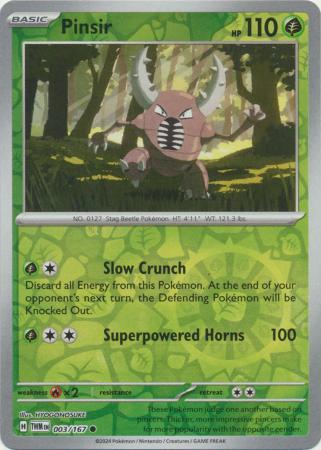 BASIC
Pinsir
HP 110
NO. 0127 Stag Beetle Pokémon HT: 4'11" WT: 121.3 lbs.
Slow Crunch
Discard all Energy from this Pokémon. At the end of your
opponent's next turn, the Defending Pokémon will be
Knocked Out.
Superpowered Horns 100
weakness ×2 resistance retreat
Illus. HYOGONOSUKE
H TWM EN 003/167
These Pokémon judge one another based on
pincers. Thicker, more impressive pincers make
for more popularity with the opposite gender.
©2024 Pokémon / Nintendo / Creatures / GAME FREAK